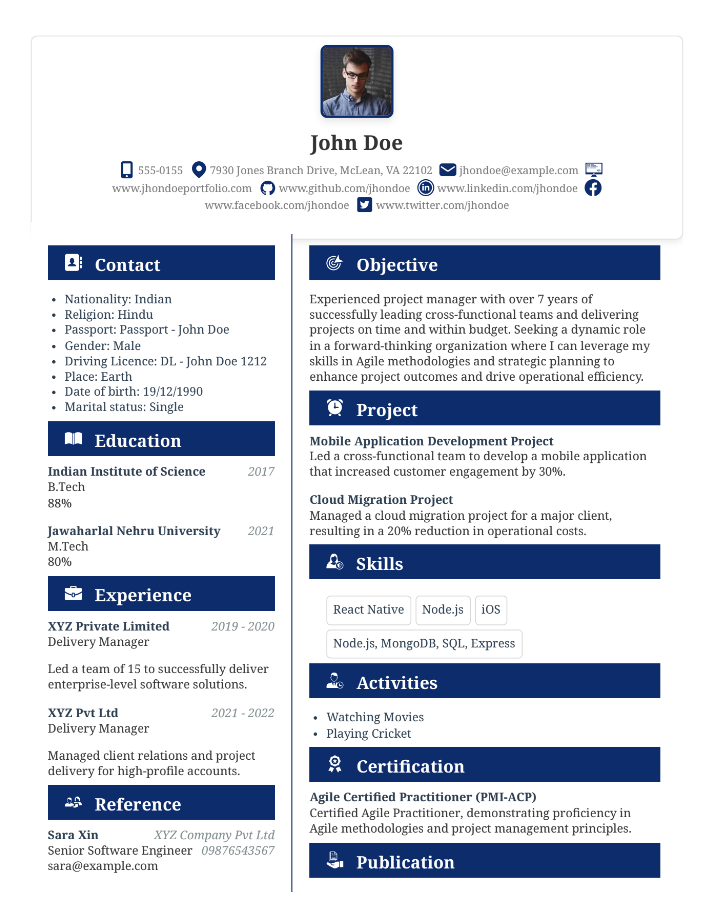 John Doe
555-0155 7930 Jones Branch Drive, McLean, VA 22102 jhondoe@example.com
www.jhondoeportfolio.com www.github.com/jhondoe www.linkedin.com/jhondoe
www.facebook.com/jhondoe www.twitter.com/jhondoe
Contact
• Nationality: Indian
• Religion: Hindu
• Passport: Passport - John Doe
• Gender: Male
• Driving Licence: DL - John Doe 1212
• Place: Earth
• Date of birth: 19/12/1990
• Marital status: Single
Education
Indian Institute of Science 2017
B.Tech
88%
Jawaharlal Nehru University 2021
M.Tech
80%
Experience
XYZ Private Limited 2019 - 2020
Delivery Manager
Led a team of 15 to successfully deliver
enterprise-level software solutions.
XYZ Pvt Ltd 2021 - 2022
Delivery Manager
Managed client relations and project
delivery for high-profile accounts.
Reference
Sara Xin XYZ Company Pvt Ltd
Senior Software Engineer 09876543567
sara@example.com
Objective
Experienced project manager with over 7 years of
successfully leading cross-functional teams and delivering
projects on time and within budget. Seeking a dynamic role
in a forward-thinking organization where I can leverage my
skills in Agile methodologies and strategic planning to
enhance project outcomes and drive operational efficiency.
Project
Mobile Application Development Project
Led a cross-functional team to develop a mobile application
that increased customer engagement by 30%.
Cloud Migration Project
Managed a cloud migration project for a major client,
resulting in a 20% reduction in operational costs.
Skills
React Native Node.js iOS
Node.js, MongoDB, SQL, Express
Activities
• Watching Movies
• Playing Cricket
Certification
Agile Certified Practitioner (PMI-ACP)
Certified Agile Practitioner, demonstrating proficiency in
Agile methodologies and project management principles.
Publication